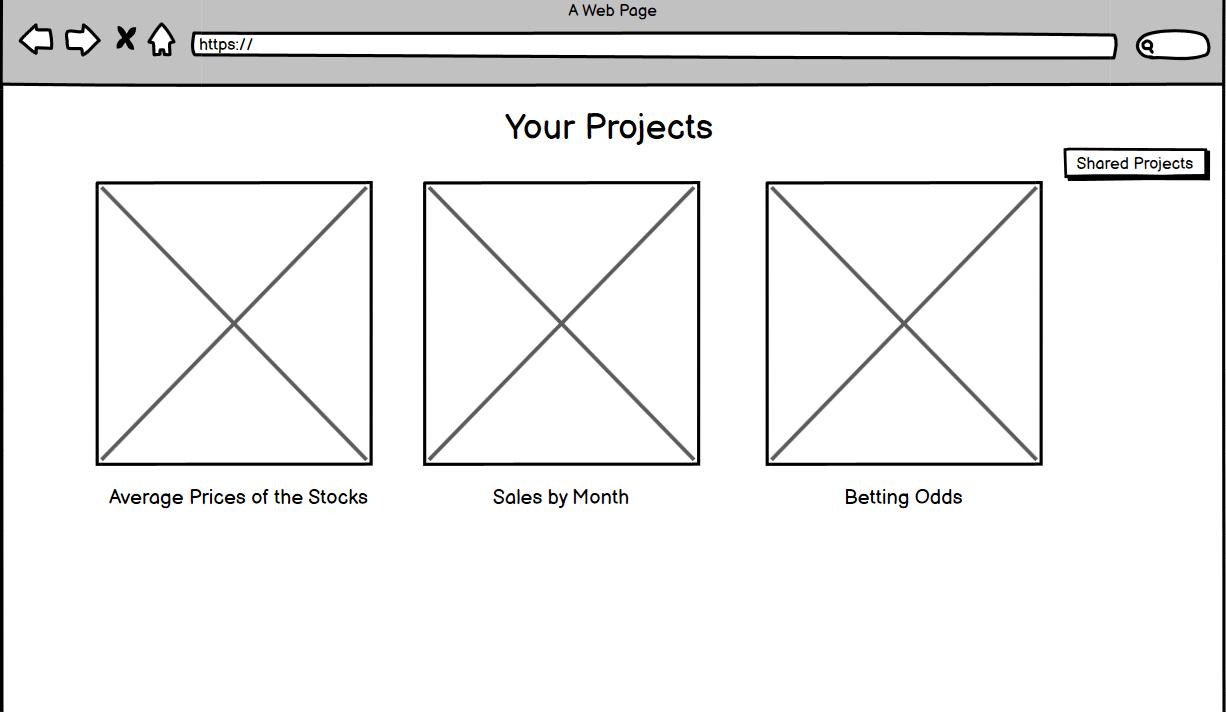 A Web Page
https://
Your Projects
Shared Projects
Average Prices of the Stocks
Sales by Month
Betting Odds